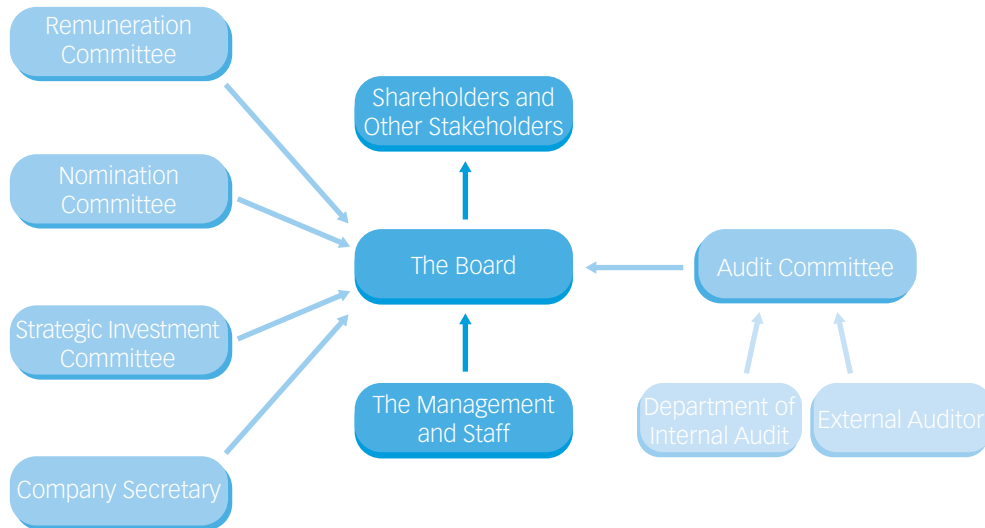 Remuneration
Committee
Shareholders and
Other Stakeholders
Nomination
Committee
The Board
Audit Committee
Strategic Investment
Committee
The Management
and Staff
Department of
Internal Audit
External Auditor
Company Secretary